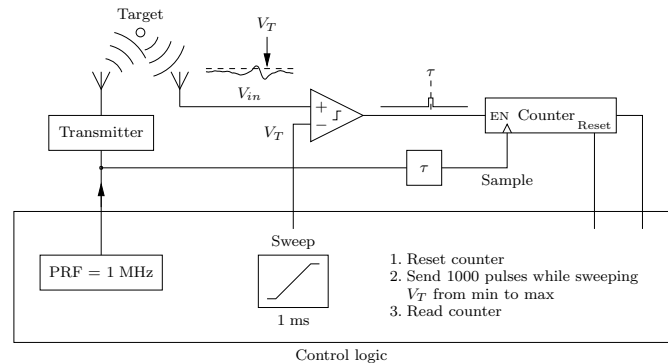 Target
V_T
τ
V_in
V_T
+
−
EN Counter
Reset
Transmitter
τ
Sample
PRF = 1 MHz
Sweep
1 ms
1. Reset counter
2. Send 1000 pulses while sweeping
V_T from min to max
3. Read counter
Control logic